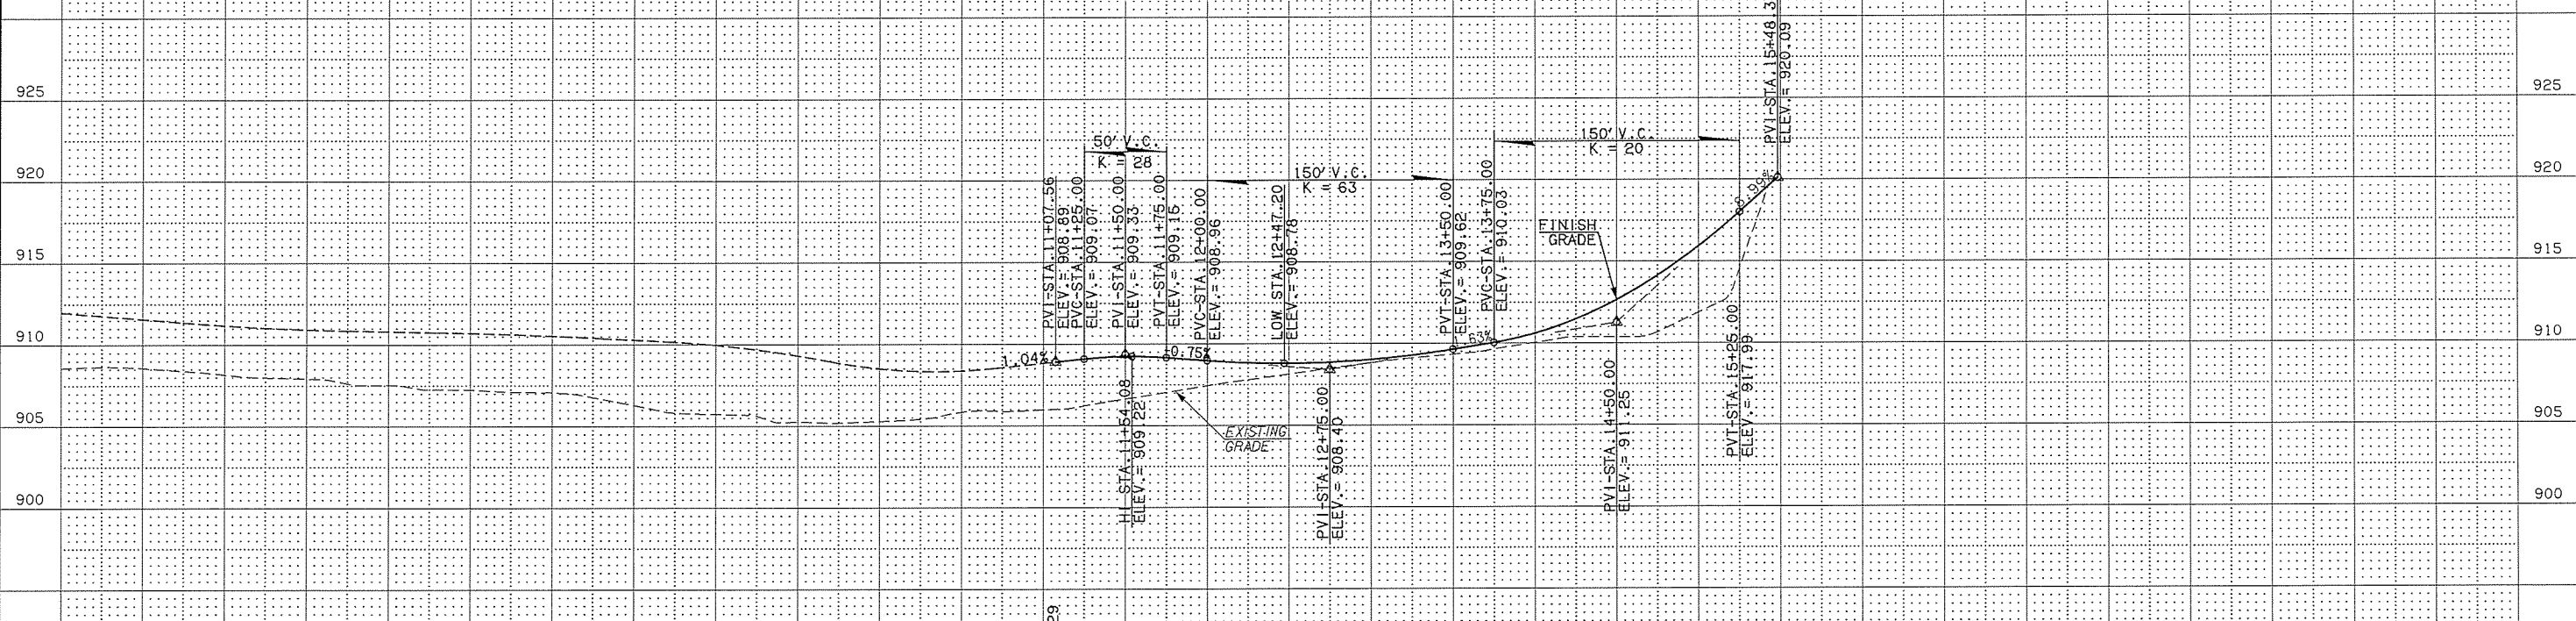 PVI-STA.15+48.3
ELEV.= 920.09
925
925
50' V.C.
K = 28
150' V.C.
K = 20
920
920
150' V.C.
K = 63
PVI-STA.11+07.56
ELEV.= 908.89
PVC-STA.11+25.00
ELEV.= 909.07
PVI-STA.11+50.00
ELEV.= 909.33
PVT-STA.11+75.00
ELEV.= 909.15
PVC-STA.12+00.00
ELEV.= 908.96
LOW STA.12+47.20
ELEV.= 908.78
PVT-STA.13+50.00
ELEV.= 909.62
PVC-STA.13+75.00
ELEV.= 910.03
FINISH
GRADE
915
915
910
910
1.04%
-0.75%
1.63%
HI STA.11+54.08
ELEV.= 909.22
PVI-STA.12+75.00
ELEV.= 908.40
PVI-STA.14+50.00
ELEV.= 911.25
PVT-STA.15+25.00
ELEV.= 917.99
905
905
EXISTING
GRADE
900
900